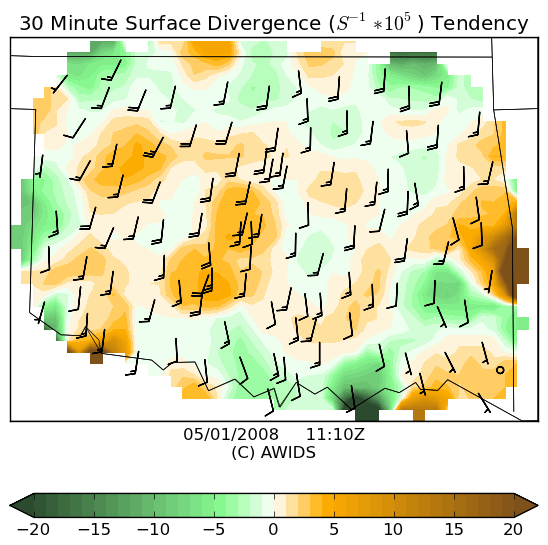 30 Minute Surface Divergence (S⁻¹ *10⁵ ) Tendency
05/01/2008 11:10Z
(C) AWIDS
−20 −15 −10 −5 0 5 10 15 20